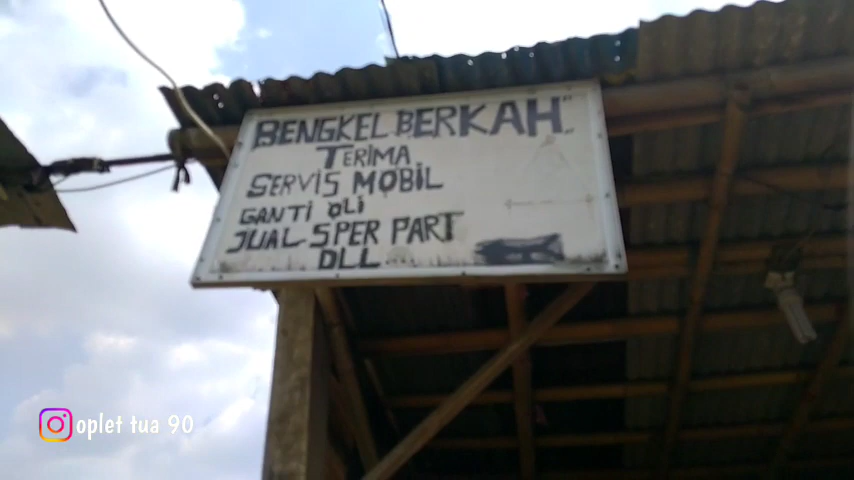 BENGKEL BERKAH"
TERIMA
SERVIS MOBIL
GANTI OLI
JUAL SPER PART
DLL...
oplet tua 90